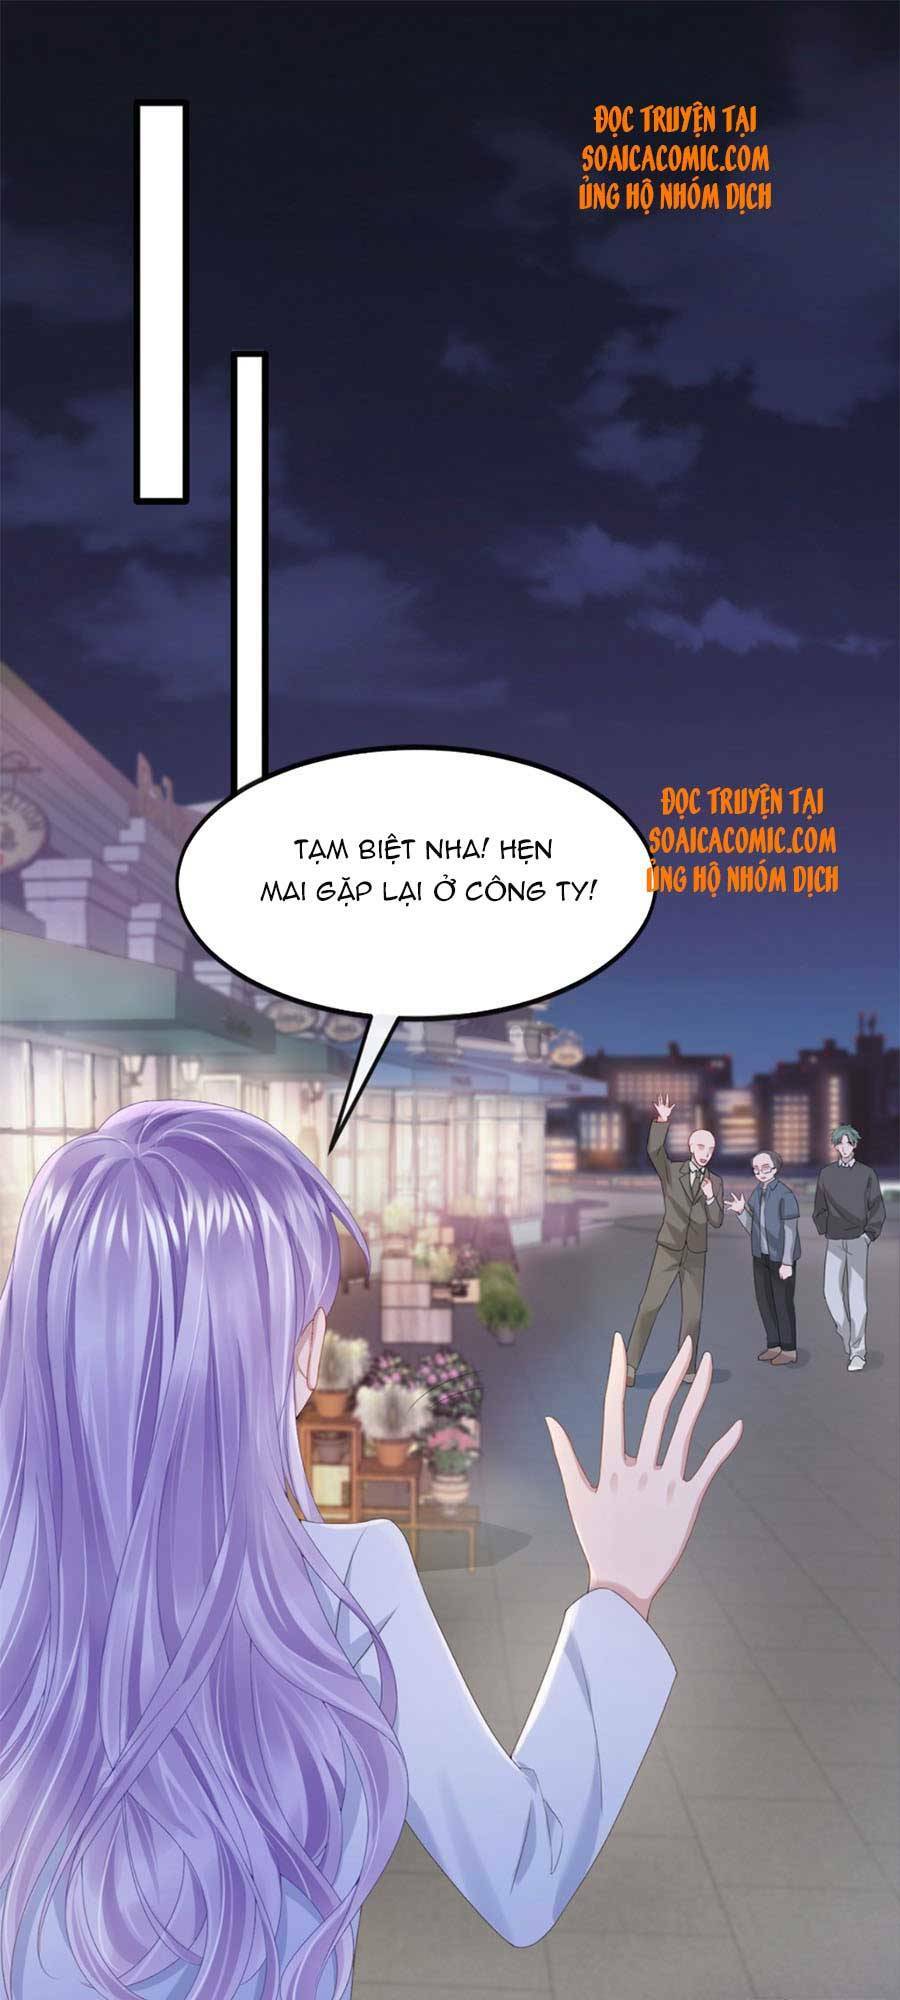 ĐỌC TRUYỆN TẠI
SOAICACOMIC.COM
ỦNG HỘ NHÓM DỊCH
ĐỌC TRUYỆN TẠI
SOAICACOMIC.COM
ỦNG HỘ NHÓM DỊCH
TẠM BIỆT NHA! HẸN
MAI GẶP LẠI Ở CÔNG TY!